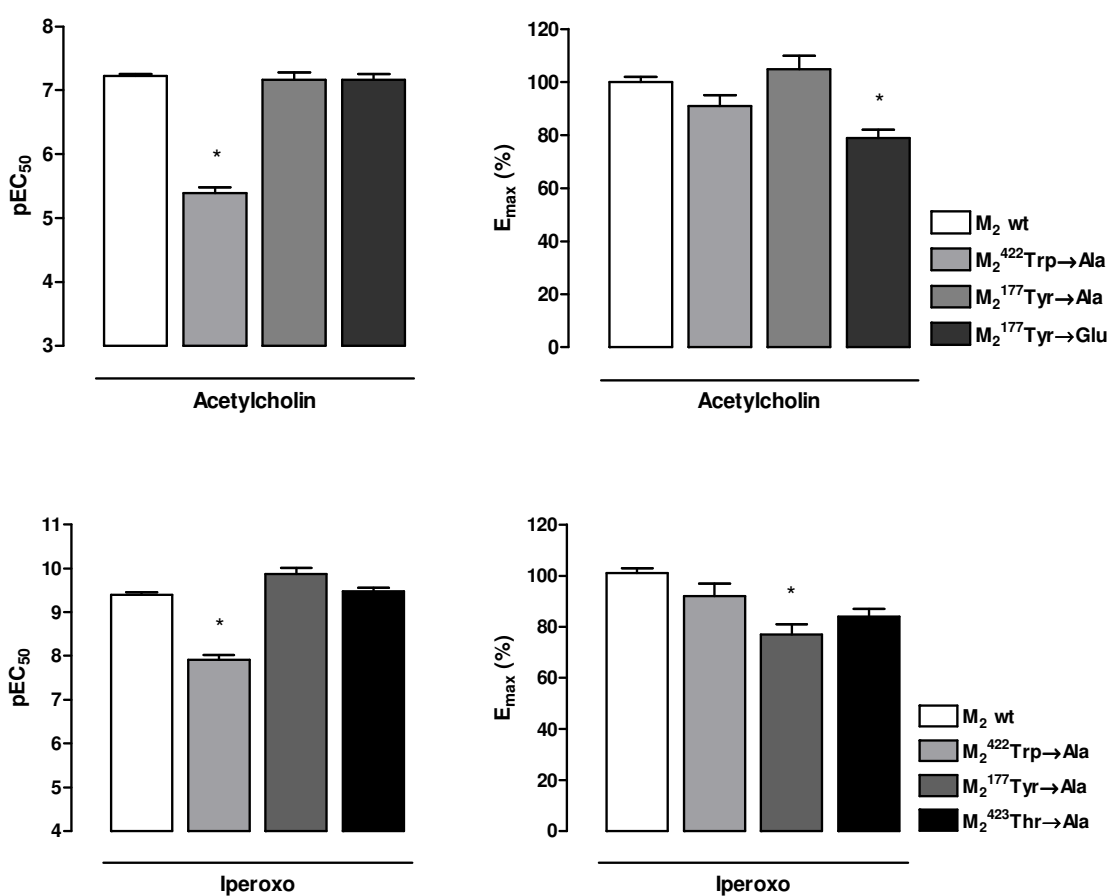 8
7
6
5
4
3
pEC50
*
Acetylcholin
120
100
80
60
40
20
0
Emax (%)
*
Acetylcholin
M2 wt
M2 422Trp→Ala
M2 177Tyr→Ala
M2 177Tyr→Glu
11
10
9
8
7
6
5
4
pEC50
*
Iperoxo
120
100
80
60
40
20
0
Emax (%)
*
Iperoxo
M2 wt
M2 422Trp→Ala
M2 177Tyr→Ala
M2 423Thr→Ala